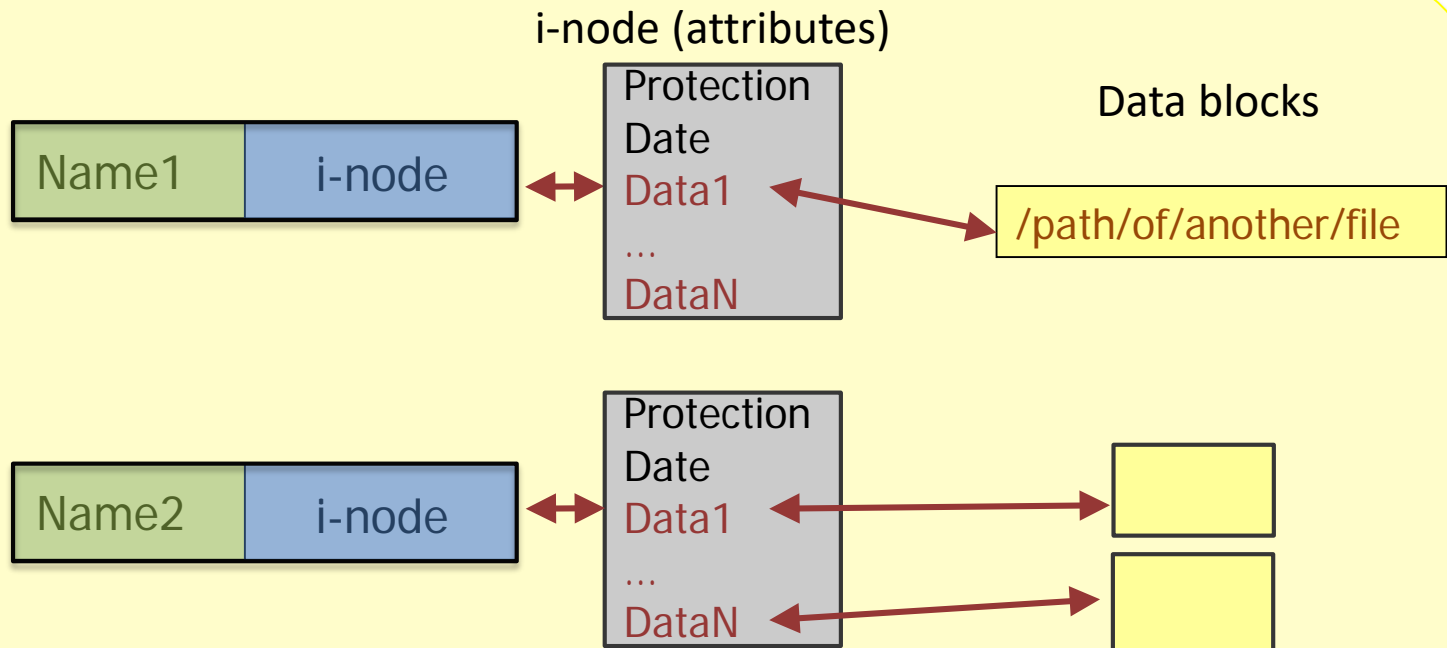 i-node (attributes)
Data blocks
Name1 i-node
Protection
Date
Data1
...
DataN
/path/of/another/file
Name2 i-node
Protection
Date
Data1
...
DataN